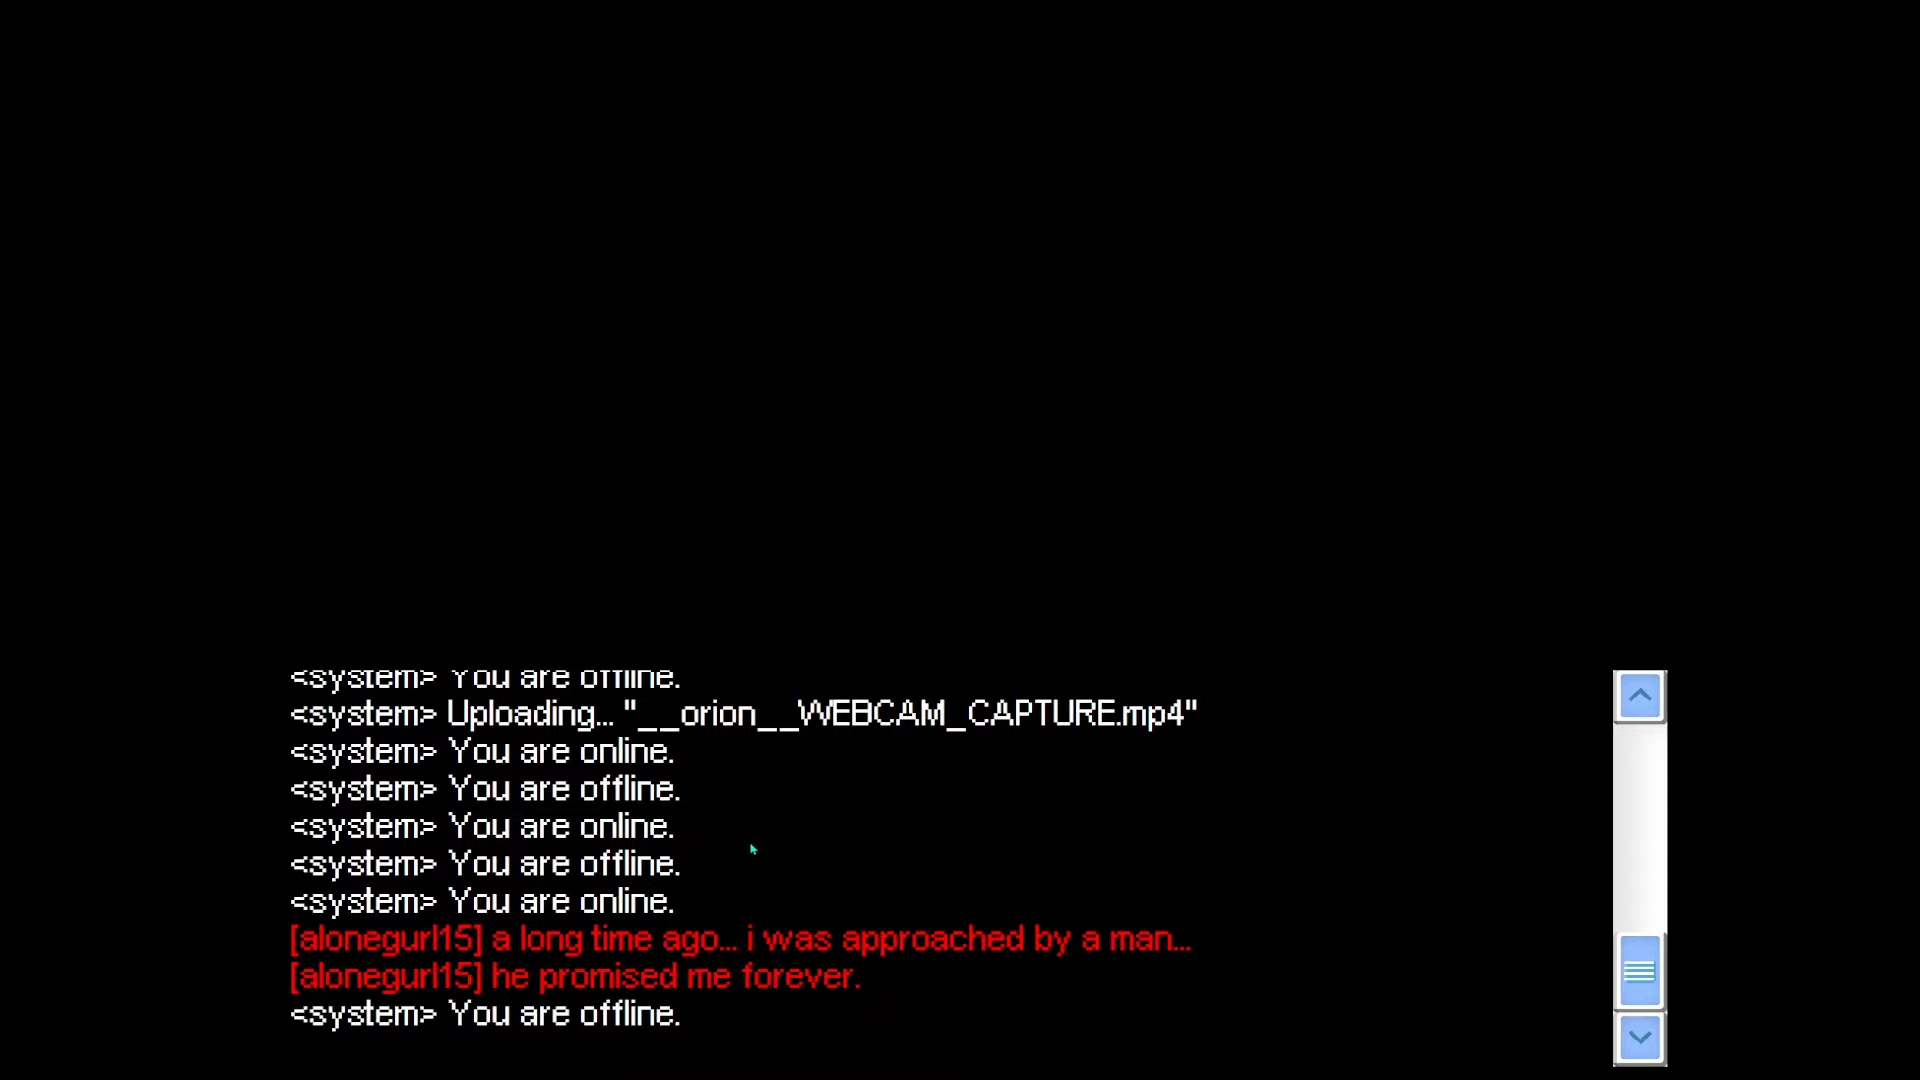 <system> You are offline.
<system> Uploading... "__orion__WEBCAM_CAPTURE.mp4"
<system> You are online.
<system> You are offline.
<system> You are online.
<system> You are offline.
<system> You are online.
[alonegurl15] a long time ago... i was approached by a man...
[alonegurl15] he promised me forever.
<system> You are offline.